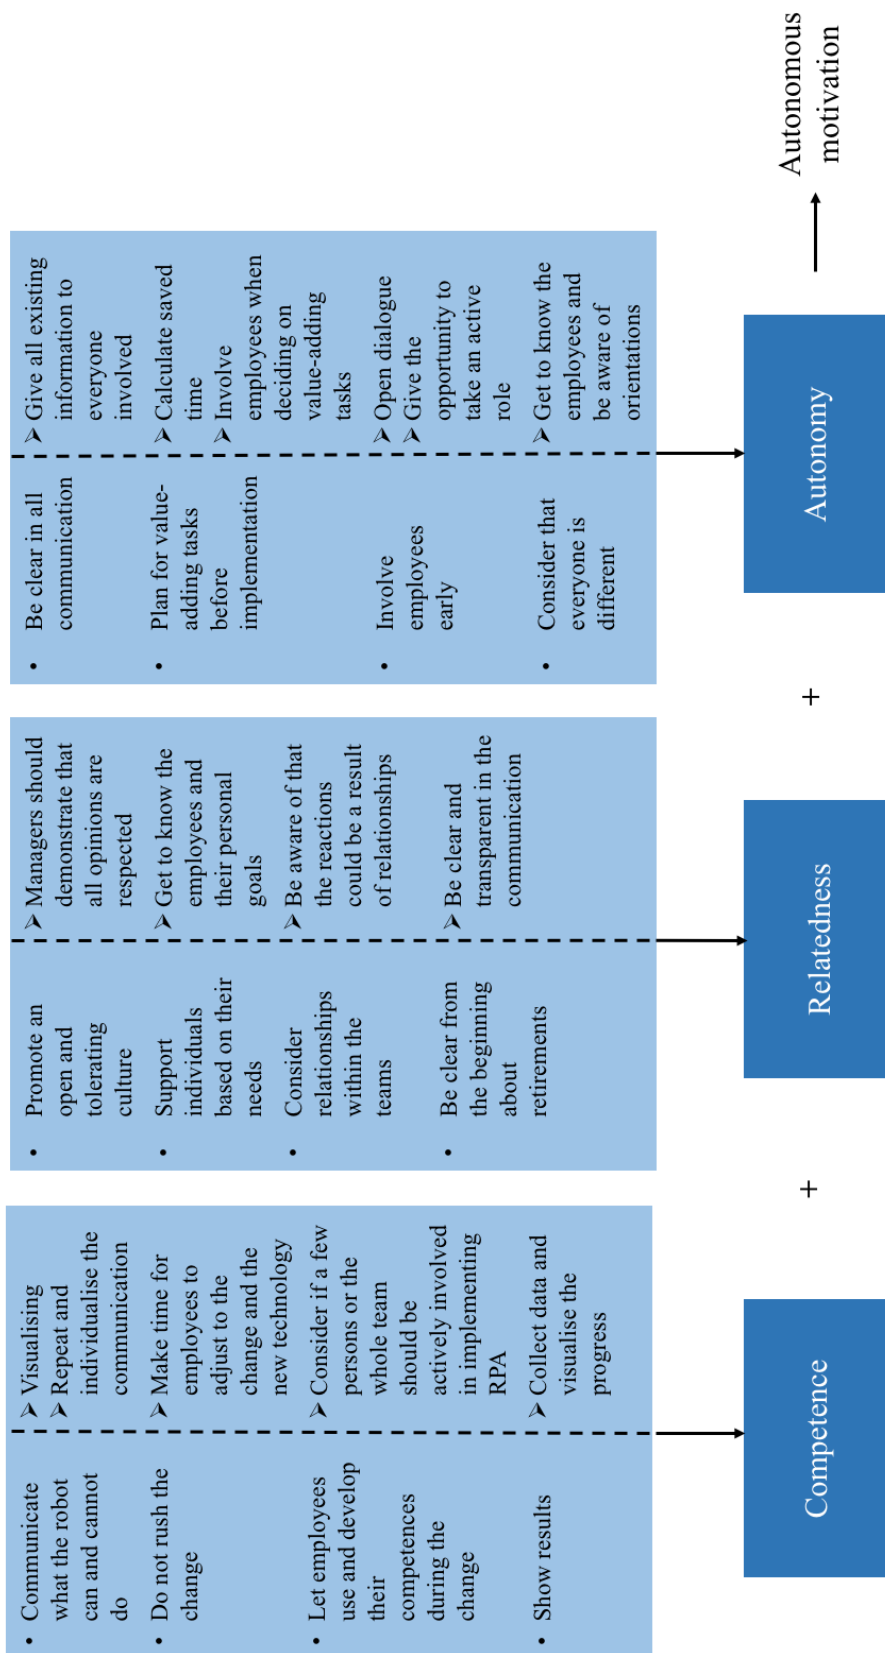 • Communicate
what the robot
can and cannot
do
• Do not rush the
change
• Let employees
use and develop
their
competences
during the
change
• Show results
➢ Visualising
➢ Repeat and
individualise the
communication
➢ Make time for
employees to
adjust to the
change and the
new technology
➢ Consider if a few
persons or the
whole team
should be
actively involved
in implementing
RPA
➢ Collect data and
visualise the
progress
Competence
+
• Promote an
open and
tolerating
culture
• Support
individuals
based on their
needs
• Consider
relationships
within the
teams
• Be clear from
the beginning
about
retirements
➢ Managers should
demonstrate that
all opinions are
respected
➢ Get to know the
employees and
their personal
goals
➢ Be aware of that
the reactions
could be a result
of relationships
➢ Be clear and
transparent in the
communication
Relatedness
+
• Be clear in all
communication
• Plan for value-
adding tasks
before
implementation
• Involve
employees
early
• Consider that
everyone is
different
➢ Give all existing
information to
everyone
involved
➢ Calculate saved
time
➢ Involve
employees when
deciding on
value-adding
tasks
➢ Open dialogue
➢ Give the
opportunity to
take an active
role
➢ Get to know the
employees and
be aware of
orientations
Autonomy
Autonomous
motivation